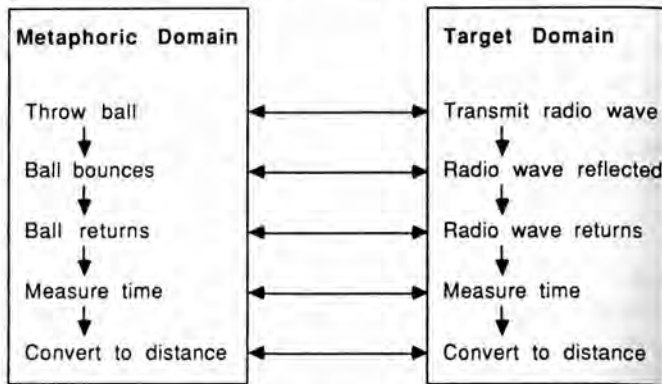 Metaphoric Domain
Throw ball
Ball bounces
Ball returns
Measure time
Convert to distance
Target Domain
Transmit radio wave
Radio wave reflected
Radio wave returns
Measure time
Convert to distance